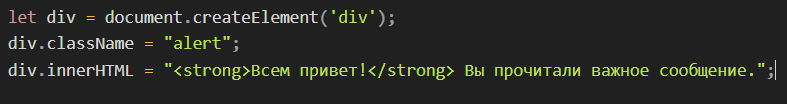 let div = document.createElement('div');
div.className = "alert";
div.innerHTML = "<strong>Всем привет!</strong> Вы прочитали важное сообщение.";